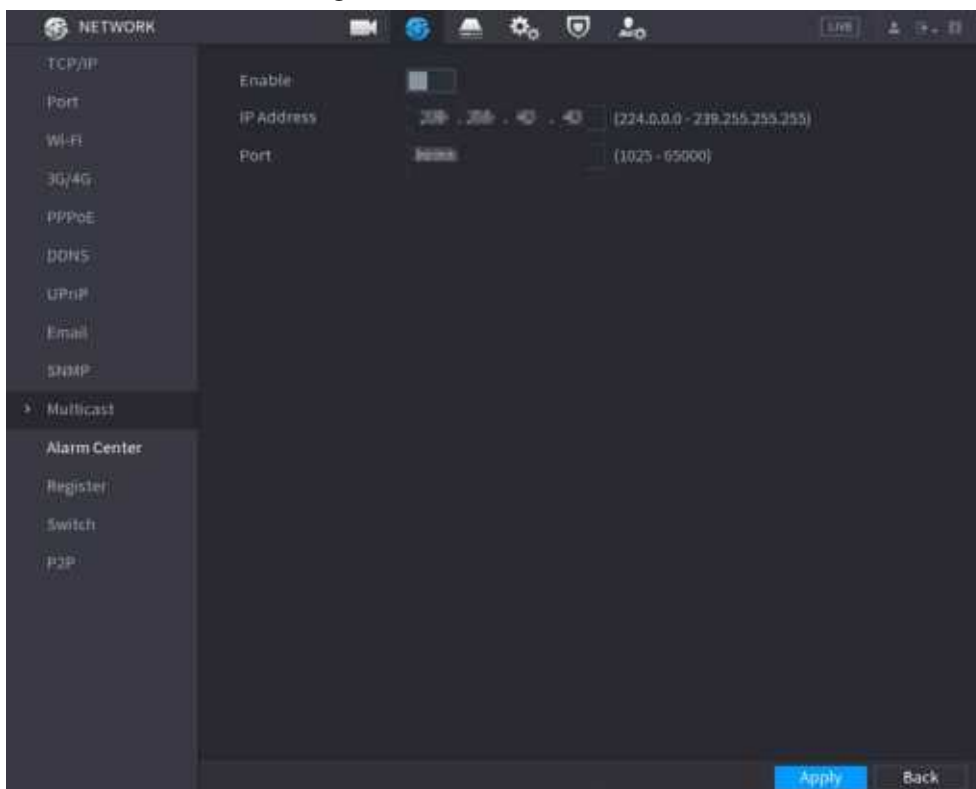 NETWORK
LIVE
TCP/IP
Port
Wi-Fi
3G/4G
PPPoE
DDNS
UPnP
Email
SNMP
Multicast
Alarm Center
Register
Switch
P2P
Enable
IP Address
(224.0.0.0 - 239.255.255.255)
Port
(1025 - 65000)
Apply
Back